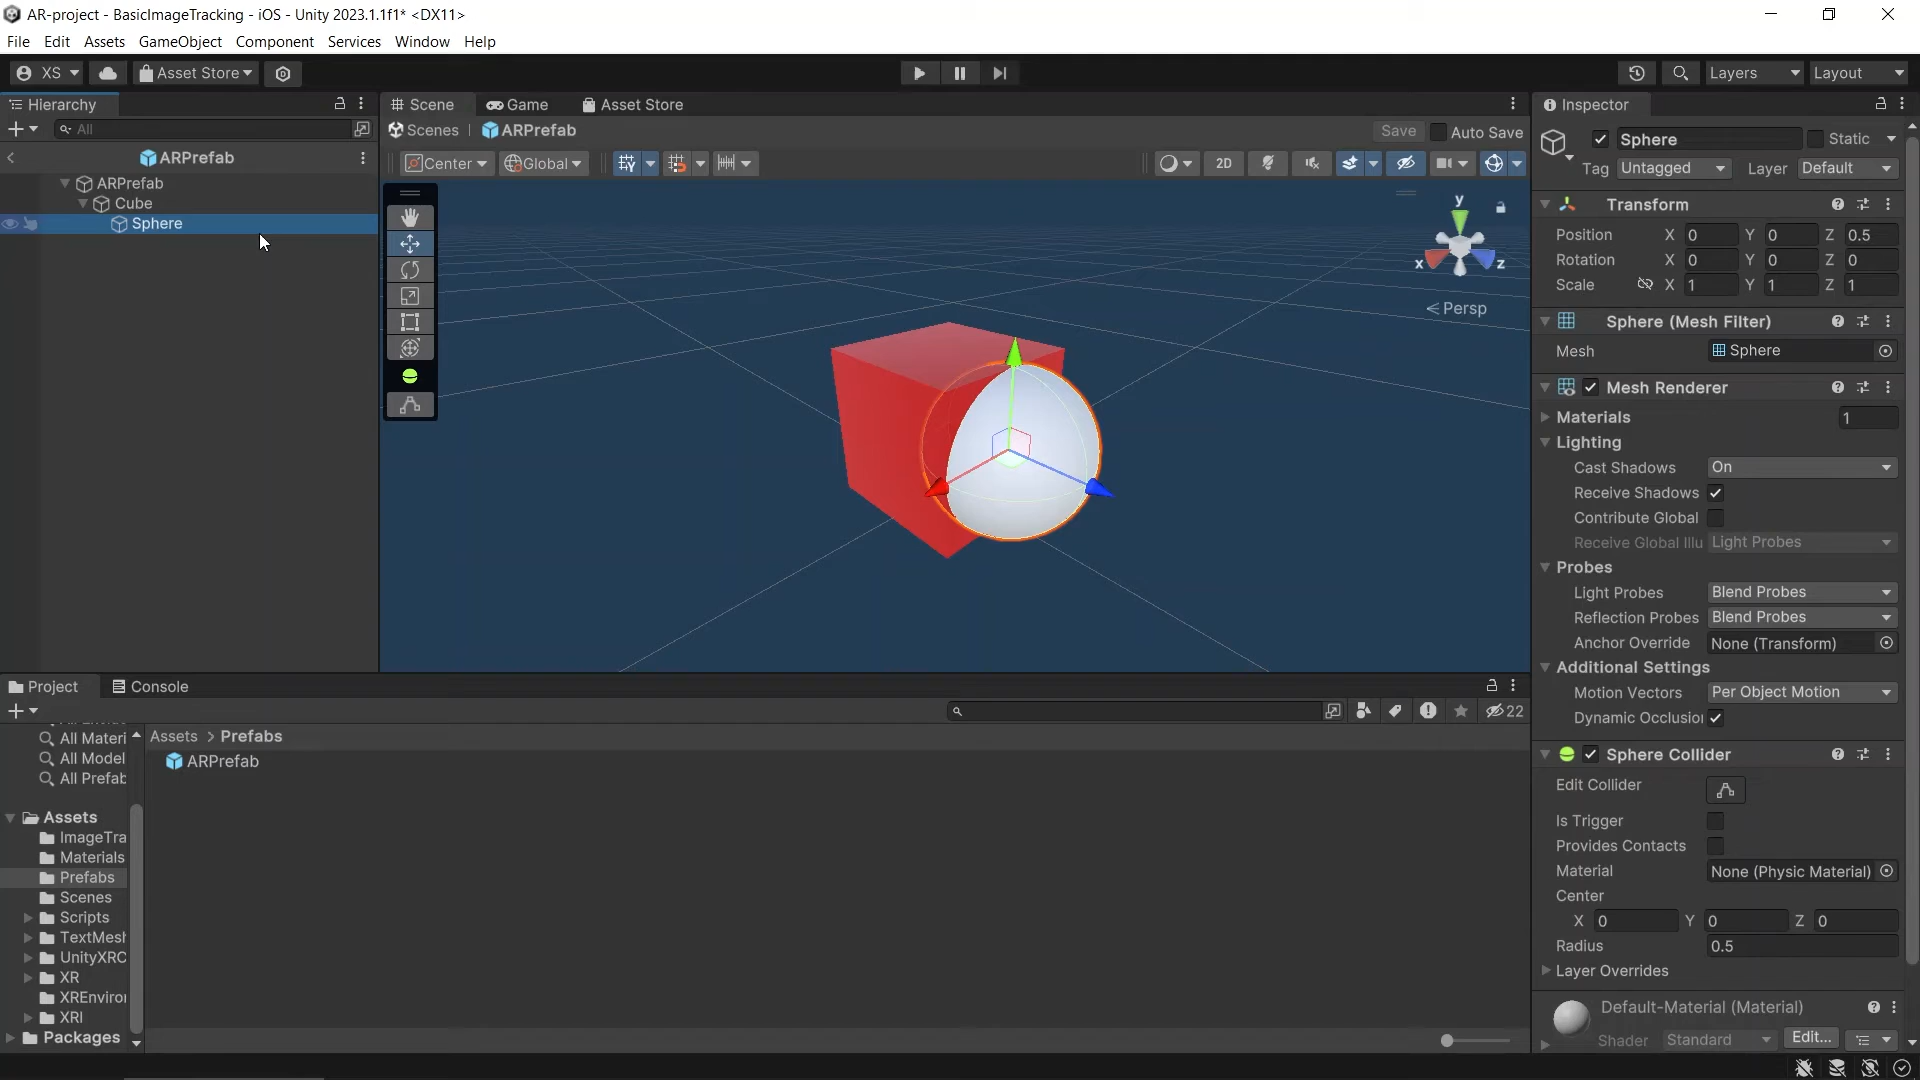 AR-project - BasicImageTracking - iOS - Unity 2023.1.1f1* <DX11>
File Edit Assets GameObject Component Services Window Help
XS Asset Store Layers Layout
Hierarchy
All
ARPrefab
ARPrefab
Cube
Sphere
Scene Game Asset Store
Scenes | ARPrefab Save Auto Save
Center Global 2D
y
x z
< Persp
Inspector
Sphere Static
Tag Untagged Layer Default
Transform
Position X 0 Y 0 Z 0.5
Rotation X 0 Y 0 Z 0
Scale X 1 Y 1 Z 1
Sphere (Mesh Filter)
Mesh Sphere
Mesh Renderer
Materials 1
Lighting
Cast Shadows On
Receive Shadows
Contribute Global
Receive Global Illu Light Probes
Probes
Light Probes Blend Probes
Reflection Probes Blend Probes
Anchor Override None (Transform)
Additional Settings
Motion Vectors Per Object Motion
Dynamic Occlusio
Sphere Collider
Edit Collider
Is Trigger
Provides Contacts
Material None (Physic Material)
Center
X 0 Y 0 Z 0
Radius 0.5
Layer Overrides
Default-Material (Material)
Shader Standard Edit...
Project Console
22
All Materi
All Model
All Prefab
Assets
ImageTra
Materials
Prefabs
Scenes
Scripts
TextMesh
UnityXRC
XR
XREnviron
XRI
Packages
Assets > Prefabs
ARPrefab